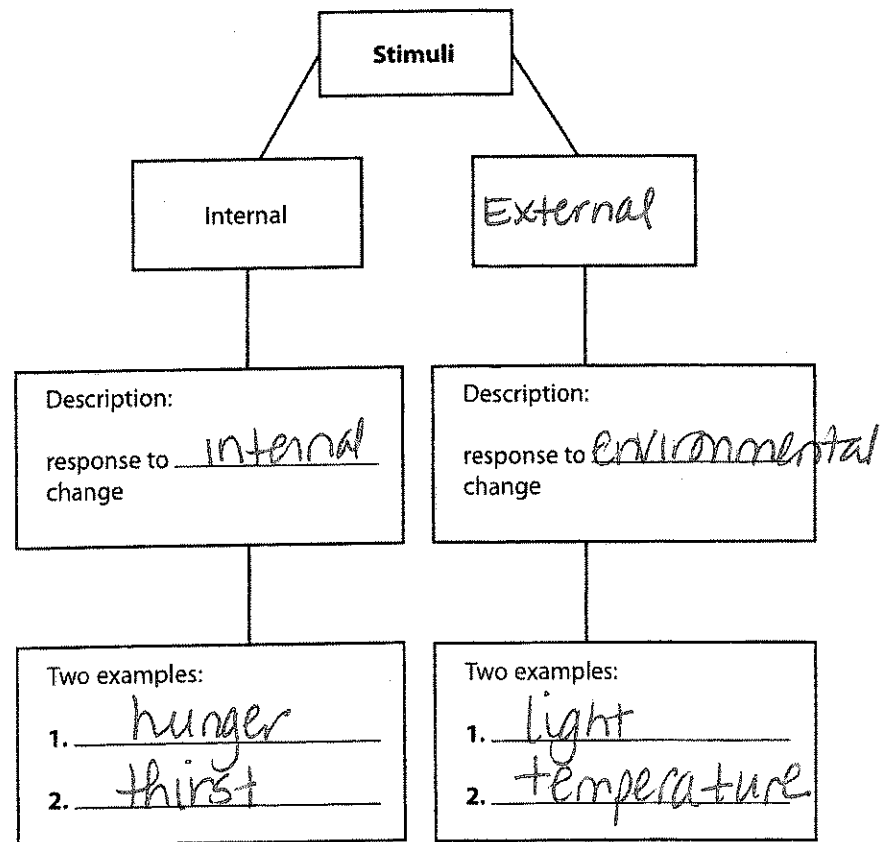 Stimuli
Internal
External
Description:
response to internal
change
Description:
response to environmental
change
Two examples:
1. hunger
2. thirst
Two examples:
1. light
2. temperature